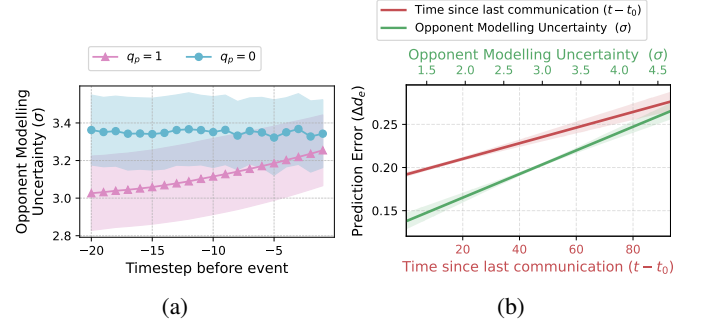 q_p = 1 q_p = 0
Opponent Modelling
Uncertainty (σ)
3.4
3.2
3.0
2.8
−20 −15 −10 −5
Timestep before event
(a)
Time since last communication (t − t_0)
Opponent Modelling Uncertainty (σ)
Opponent Modelling Uncertainty (σ)
1.5 2.0 2.5 3.0 3.5 4.0 4.5
Prediction Error (Δd_e)
0.25
0.20
0.15
20 40 60 80
Time since last communication (t − t_0)
(b)